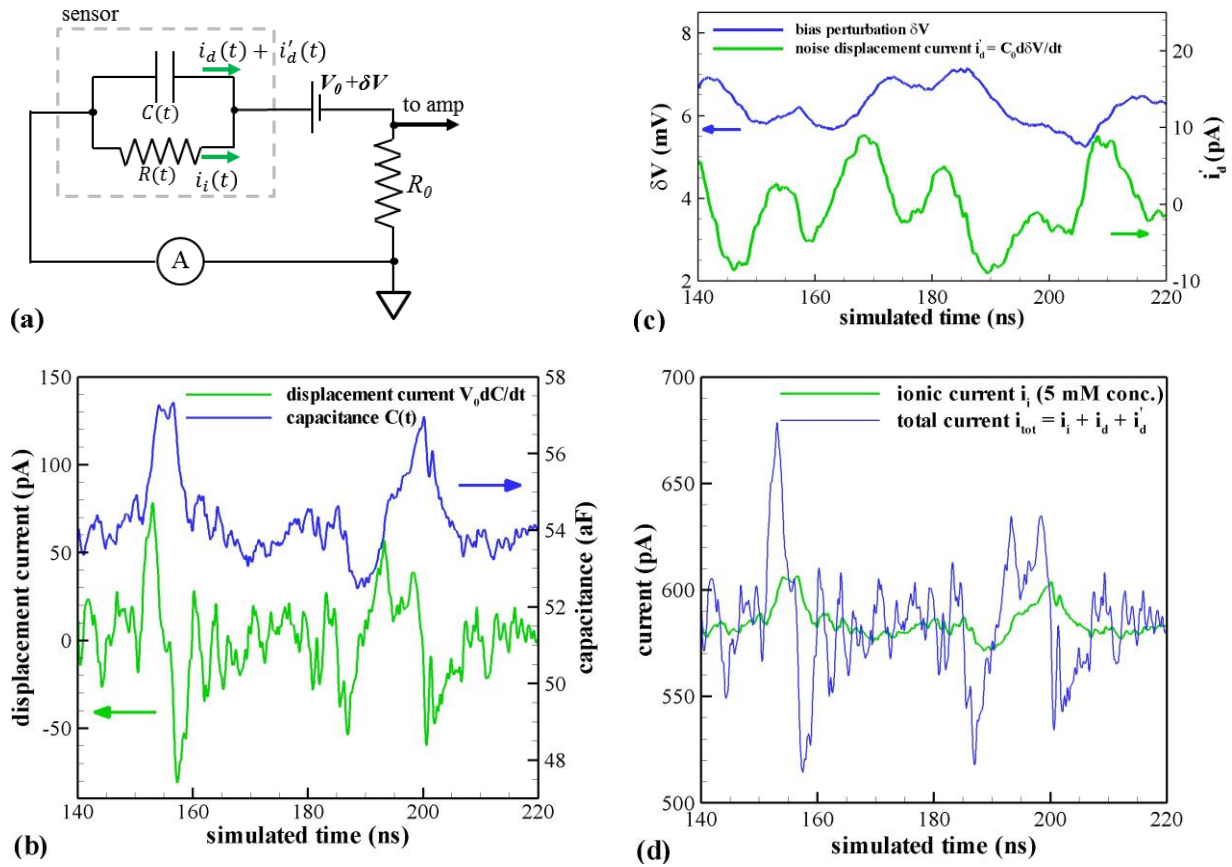 sensor
i_d(t) + i′_d(t)
C(t)
R(t)
i_i(t)
V_0+δV
to amp
R_0
A
(a)
bias perturbation δV
noise displacement current i'_d = C_0dδV/dt
δV (mV)
8
6
4
2
i'_d(pA)
20
10
0
-10
140 160 180 200 220
simulated time (ns)
(c)
displacement current V_0dC/dt
capacitance C(t)
displacement current (pA)
150
100
50
0
-50
capacitance (aF)
58
56
54
52
50
48
140 160 180 200 220
simulated time (ns)
(b)
ionic current i_i (5 mM conc.)
total current i_tot = i_i + i_d + i'_d
current (pA)
700
650
600
550
500
140 160 180 200 220
simulated time (ns)
(d)